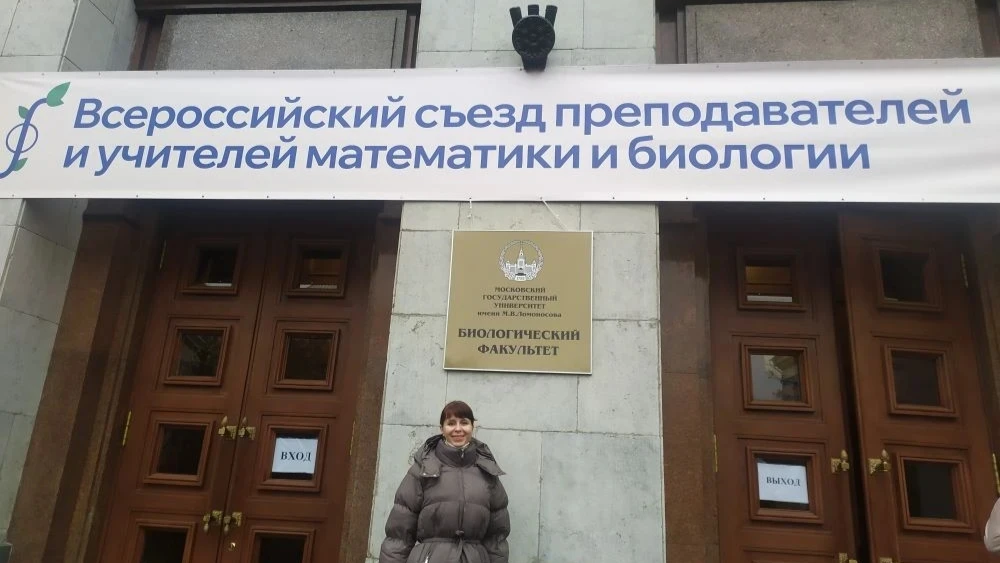 Всероссийский съезд преподавателей
и учителей математики и биологии
МОСКОВСКИЙ
ГОСУДАРСТВЕННЫЙ
УНИВЕРСИТЕТ
имени М.В.Ломоносова
БИОЛОГИЧЕСКИЙ
ФАКУЛЬТЕТ
ВХОД
ВЫХОД